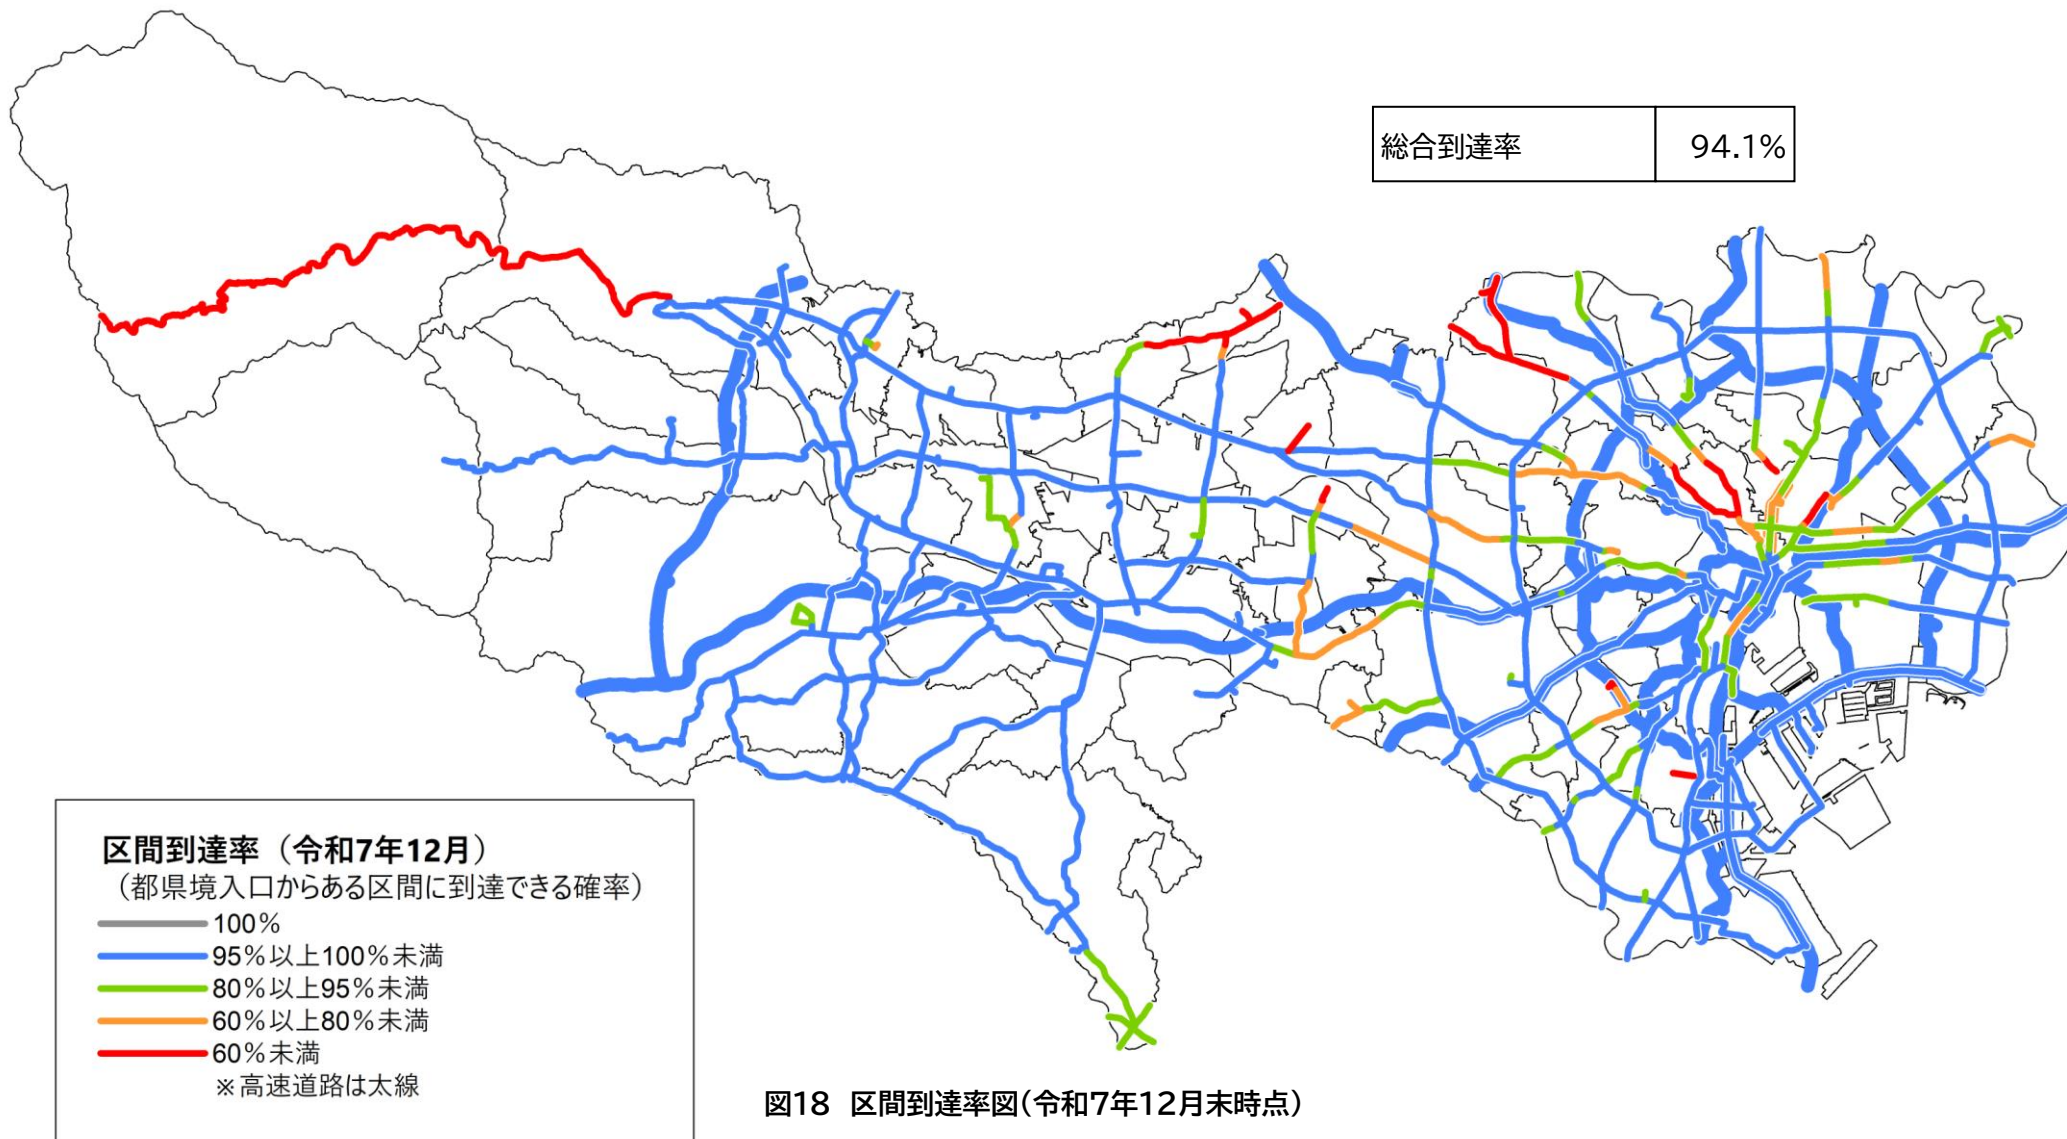 総合到達率 94.1%
区間到達率（令和7年12月）
（都県境入口からある区間に到達できる確率）
100%
95%以上100%未満
80%以上95%未満
60%以上80%未満
60%未満
※高速道路は太線
図18 区間到達率図（令和7年12月末時点）